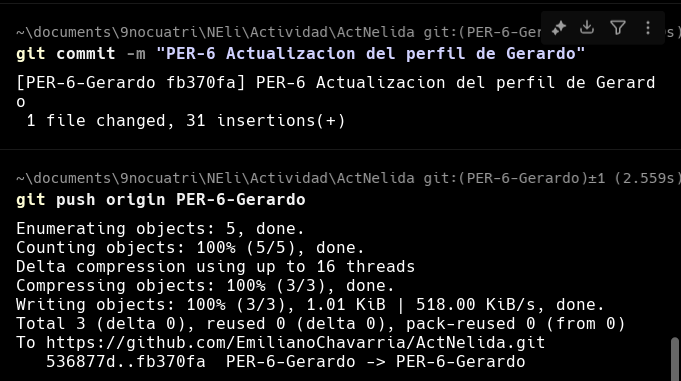 ~\documents\9nocuatri\NEli\Actividad\ActNelida git:(PER-6-Ger s)
git commit -m "PER-6 Actualizacion del perfil de Gerardo"
[PER-6-Gerardo fb370fa] PER-6 Actualizacion del perfil de Gerard
o
 1 file changed, 31 insertions(+)
~\documents\9nocuatri\NEli\Actividad\ActNelida git:(PER-6-Gerardo)±1 (2.559s)
git push origin PER-6-Gerardo
Enumerating objects: 5, done.
Counting objects: 100% (5/5), done.
Delta compression using up to 16 threads
Compressing objects: 100% (3/3), done.
Writing objects: 100% (3/3), 1.01 KiB | 518.00 KiB/s, done.
Total 3 (delta 0), reused 0 (delta 0), pack-reused 0 (from 0)
To https://github.com/EmilianoChavarria/ActNelida.git
   536877d..fb370fa  PER-6-Gerardo -> PER-6-Gerardo